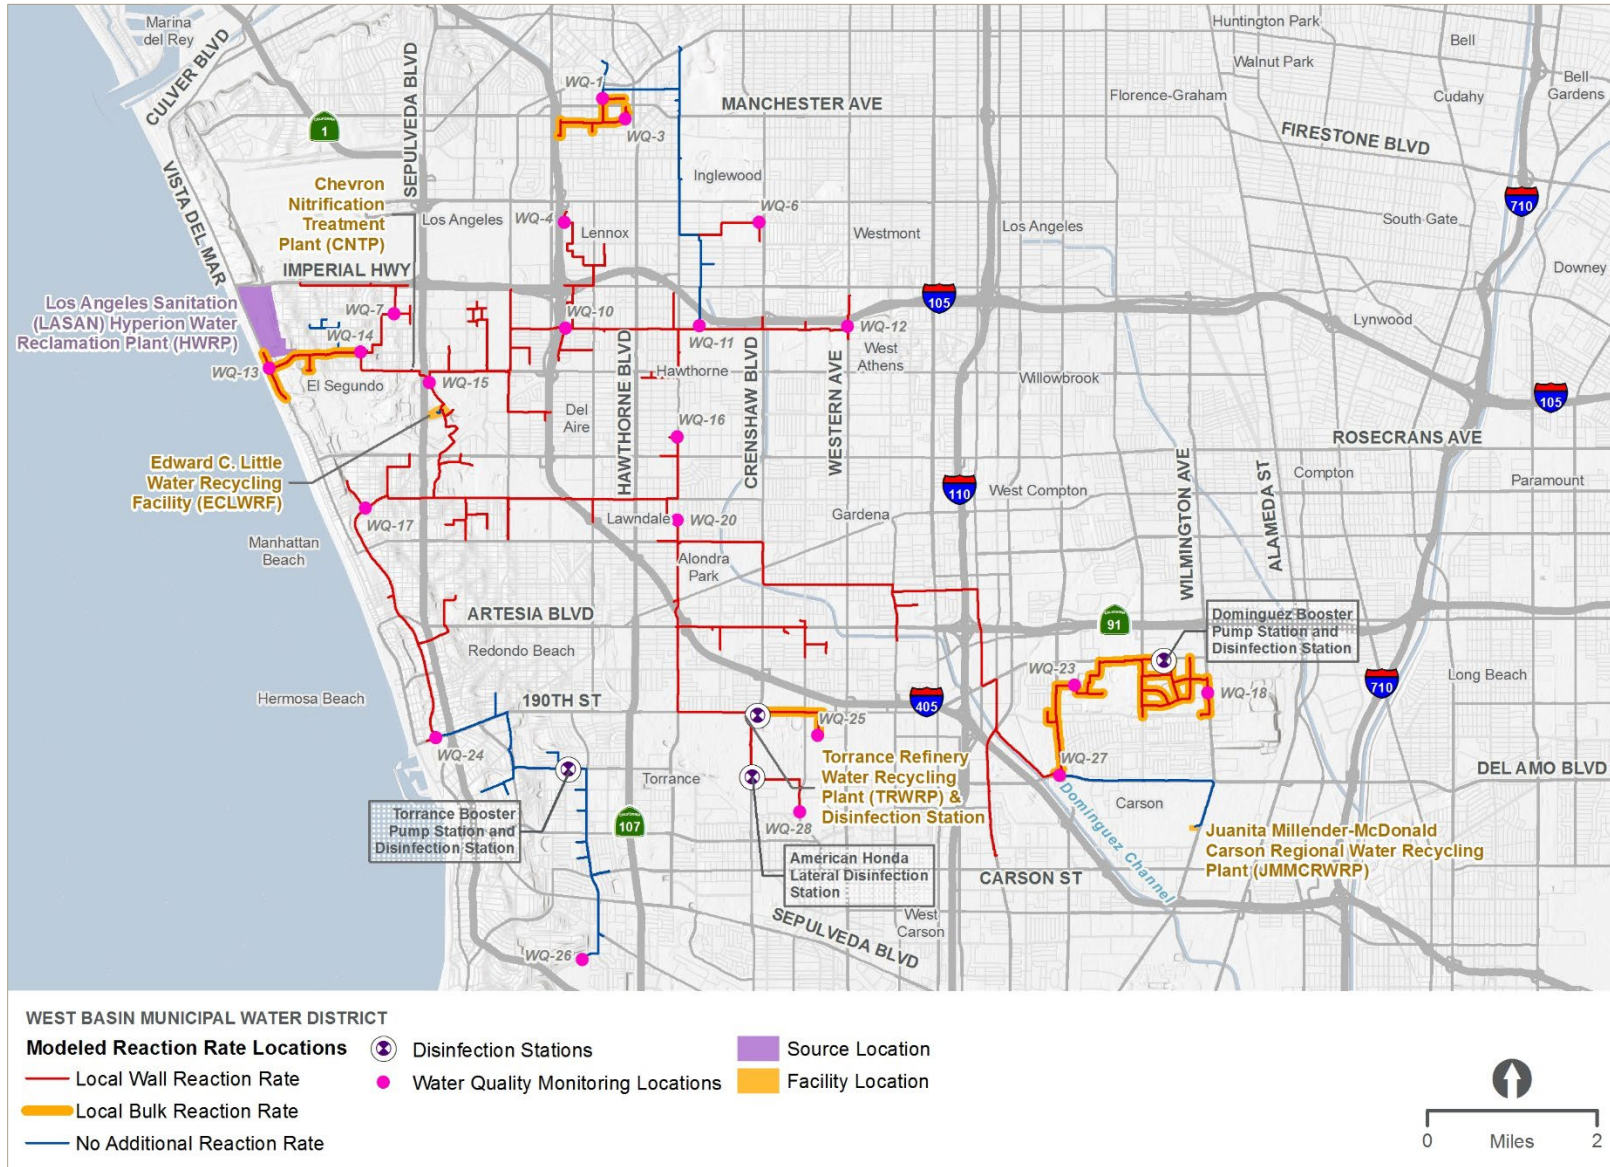 Marina
del Rey
CULVER BLVD
SEPULVEDA BLVD
1
VISTA DEL MAR
WQ-1
WQ-3
MANCHESTER AVE
Inglewood
Huntington Park
Walnut Park
Florence-Graham
Bell
Bell
Gardens
Cudahy
FIRESTONE BLVD
710
South Gate
Downey
Chevron
Nitrification
Treatment
Plant (CNTP)
Los Angeles
WQ-4
Lennox
WQ-6
Westmont
Los Angeles
IMPERIAL HWY
Los Angeles Sanitation
(LASAN) Hyperion Water
Reclamation Plant (HWRP)
WQ-7
WQ-14
WQ-13
El Segundo
WQ-15
WQ-10
HAWTHORNE BLVD
WQ-11
Hawthorne
CRENSHAW BLVD
WQ-12
West
Athens
WESTERN AVE
105
Lynwood
Willowbrook
105
Del
Aire
WQ-16
ROSECRANS AVE
Edward C. Little
Water Recycling
Facility (ECLWRF)
110
West Compton
Compton
Paramount
WILMINGTON AVE
ALAMEDA ST
WQ-17
Manhattan
Beach
Lawndale
WQ-20
Gardena
Alondra
Park
ARTESIA BLVD
Redondo Beach
Hermosa Beach
190TH ST
91
Dominguez Booster
Pump Station and
Disinfection Station
WQ-23
WQ-18
Long Beach
710
405
WQ-24
WQ-25
WQ-27
Torrance
Torrance Refinery
Water Recycling
Plant (TRWRP) &
Disinfection Station
DEL AMO BLVD
Carson
Dominguez Channel
Torrance Booster
Pump Station and
Disinfection Station
107
WQ-28
American Honda
Lateral Disinfection
Station
Juanita Millender-McDonald
Carson Regional Water Recycling
Plant (JMMCRWRP)
CARSON ST
SEPULVEDA BLVD
West
Carson
WQ-26
WEST BASIN MUNICIPAL WATER DISTRICT
Modeled Reaction Rate Locations
Local Wall Reaction Rate
Local Bulk Reaction Rate
No Additional Reaction Rate
Disinfection Stations
Water Quality Monitoring Locations
Source Location
Facility Location
0 Miles 2